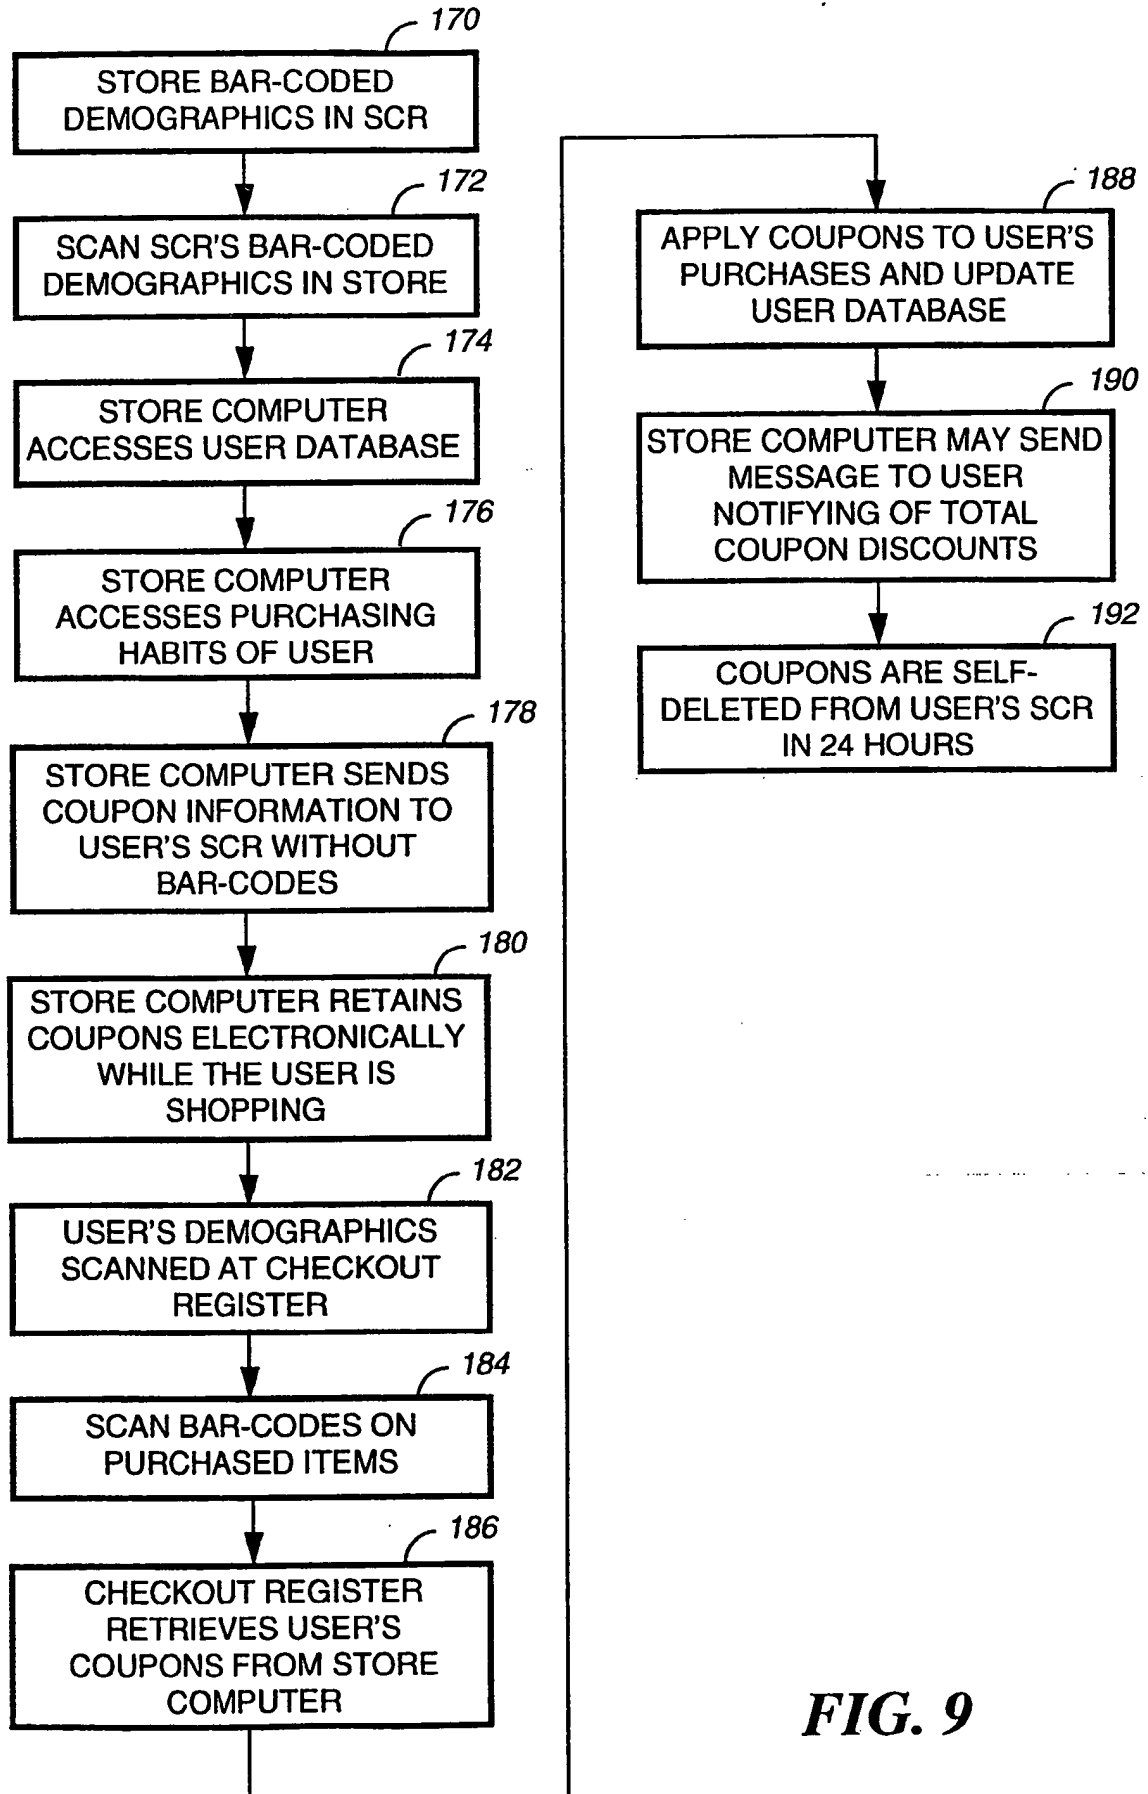 170
STORE BAR-CODED
DEMOGRAPHICS IN SCR
172
SCAN SCR'S BAR-CODED
DEMOGRAPHICS IN STORE
174
STORE COMPUTER
ACCESSES USER DATABASE
176
STORE COMPUTER
ACCESSES PURCHASING
HABITS OF USER
178
STORE COMPUTER SENDS
COUPON INFORMATION TO
USER'S SCR WITHOUT
BAR-CODES
180
STORE COMPUTER RETAINS
COUPONS ELECTRONICALLY
WHILE THE USER IS
SHOPPING
182
USER'S DEMOGRAPHICS
SCANNED AT CHECKOUT
REGISTER
184
SCAN BAR-CODES ON
PURCHASED ITEMS
186
CHECKOUT REGISTER
RETRIEVES USER'S
COUPONS FROM STORE
COMPUTER
188
APPLY COUPONS TO USER'S
PURCHASES AND UPDATE
USER DATABASE
190
STORE COMPUTER MAY SEND
MESSAGE TO USER
NOTIFYING OF TOTAL
COUPON DISCOUNTS
192
COUPONS ARE SELF-
DELETED FROM USER'S SCR
IN 24 HOURS
FIG. 9